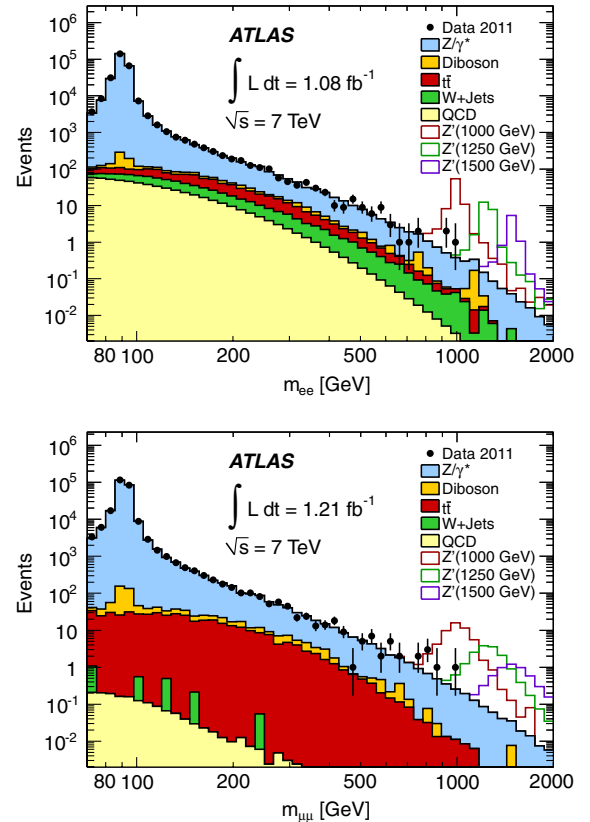 ATLAS
∫ L dt = 1.08 fb⁻¹
√s = 7 TeV
Data 2011
Z/γ*
Diboson
tt̄
W+Jets
QCD
Z'(1000 GeV)
Z'(1250 GeV)
Z'(1500 GeV)
Events
10⁶
10⁵
10⁴
10³
10²
10
1
10⁻¹
10⁻²
80 100 200 500 1000 2000
m_ee [GeV]
ATLAS
∫ L dt = 1.21 fb⁻¹
√s = 7 TeV
Data 2011
Z/γ*
Diboson
tt̄
W+Jets
QCD
Z'(1000 GeV)
Z'(1250 GeV)
Z'(1500 GeV)
Events
10⁶
10⁵
10⁴
10³
10²
10
1
10⁻¹
10⁻²
80 100 200 500 1000 2000
m_μμ [GeV]